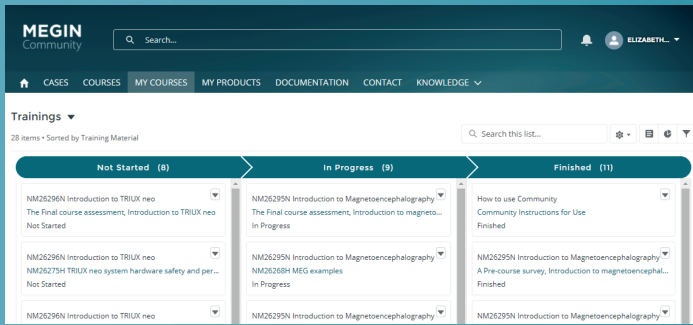 MEGIN
Community
Search...
ELIZABETH...
CASES COURSES MY COURSES MY PRODUCTS DOCUMENTATION CONTACT KNOWLEDGE
Trainings
28 items • Sorted by Training Material
Search this list...
Not Started (8)
In Progress (9)
Finished (11)
NM26296N Introduction to TRIUX neo
The Final course assessment, Introduction to TRIUX neo
Not Started
NM26296N Introduction to TRIUX neo
NM26275H TRIUX neo system hardware safety and per...
Not Started
NM26296N Introduction to TRIUX neo
NM26295N Introduction to Magnetoencephalography
The Final course assessment, Introduction to magneto...
In Progress
NM26295N Introduction to Magnetoencephalography
NM26268H MEG examples
In Progress
NM26295N Introduction to Magnetoencephalography
How to use Community
Community Instructions for Use
Finished
NM26295N Introduction to Magnetoencephalography
A Pre-course survey, Introduction to magnetoencephal...
Finished
NM26295N Introduction to Magnetoencephalography